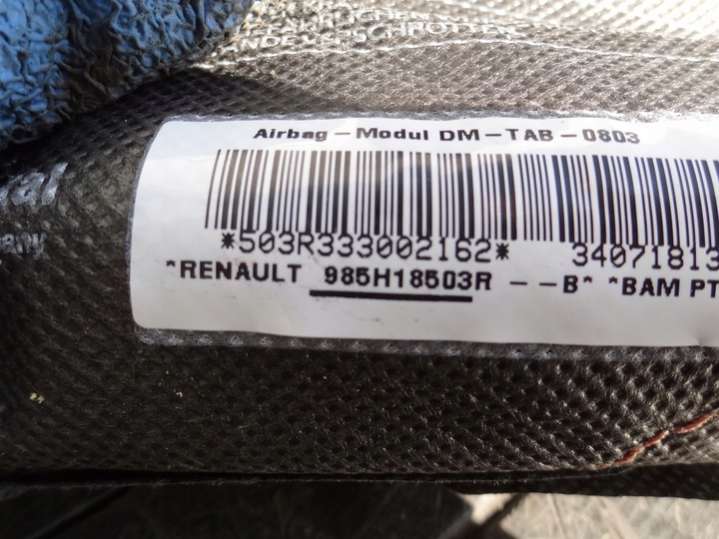 Airbag-Modul DM-TAB-0803
*503R333002162* 34071813
*RENAULT 985H18503R --B* *BAM PT